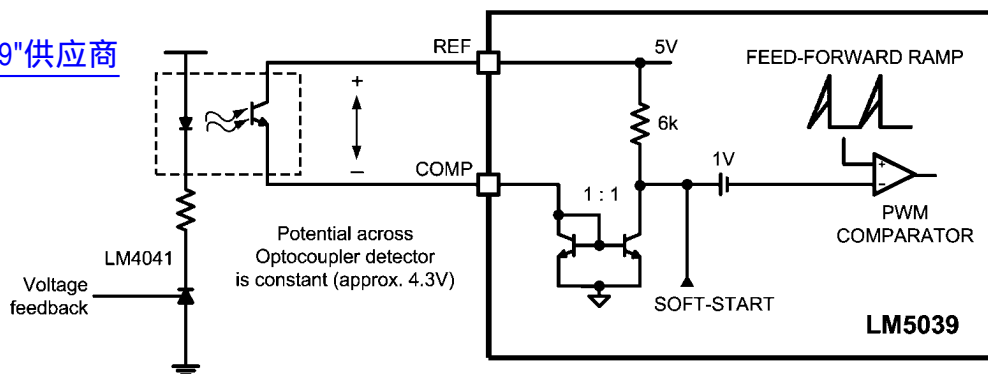 9"供应商
REF
5V
FEED-FORWARD RAMP
+
6k
–
COMP
1V
1 : 1
+
–
PWM
COMPARATOR
Potential across
Optocoupler detector
is constant (approx. 4.3V)
LM4041
Voltage
feedback
SOFT-START
LM5039